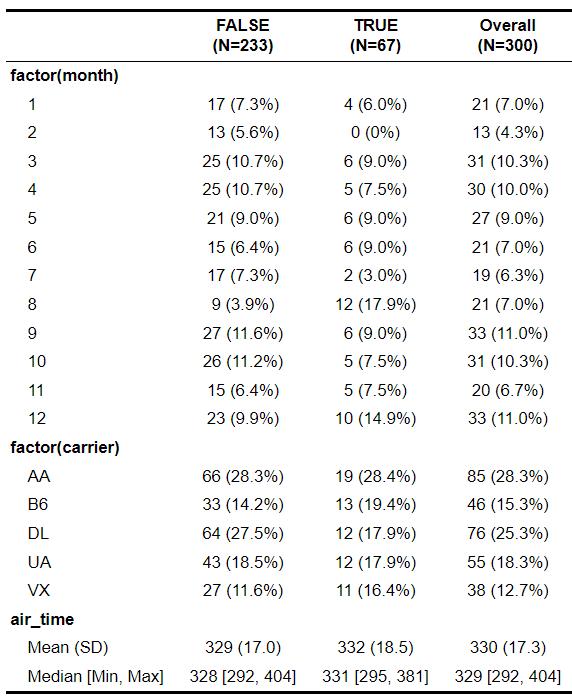 FALSE TRUE Overall
(N=233) (N=67) (N=300)
factor(month)
1 17 (7.3%) 4 (6.0%) 21 (7.0%)
2 13 (5.6%) 0 (0%) 13 (4.3%)
3 25 (10.7%) 6 (9.0%) 31 (10.3%)
4 25 (10.7%) 5 (7.5%) 30 (10.0%)
5 21 (9.0%) 6 (9.0%) 27 (9.0%)
6 15 (6.4%) 6 (9.0%) 21 (7.0%)
7 17 (7.3%) 2 (3.0%) 19 (6.3%)
8 9 (3.9%) 12 (17.9%) 21 (7.0%)
9 27 (11.6%) 6 (9.0%) 33 (11.0%)
10 26 (11.2%) 5 (7.5%) 31 (10.3%)
11 15 (6.4%) 5 (7.5%) 20 (6.7%)
12 23 (9.9%) 10 (14.9%) 33 (11.0%)
factor(carrier)
AA 66 (28.3%) 19 (28.4%) 85 (28.3%)
B6 33 (14.2%) 13 (19.4%) 46 (15.3%)
DL 64 (27.5%) 12 (17.9%) 76 (25.3%)
UA 43 (18.5%) 12 (17.9%) 55 (18.3%)
VX 27 (11.6%) 11 (16.4%) 38 (12.7%)
air_time
Mean (SD) 329 (17.0) 332 (18.5) 330 (17.3)
Median [Min, Max] 328 [292, 404] 331 [295, 381] 329 [292, 404]